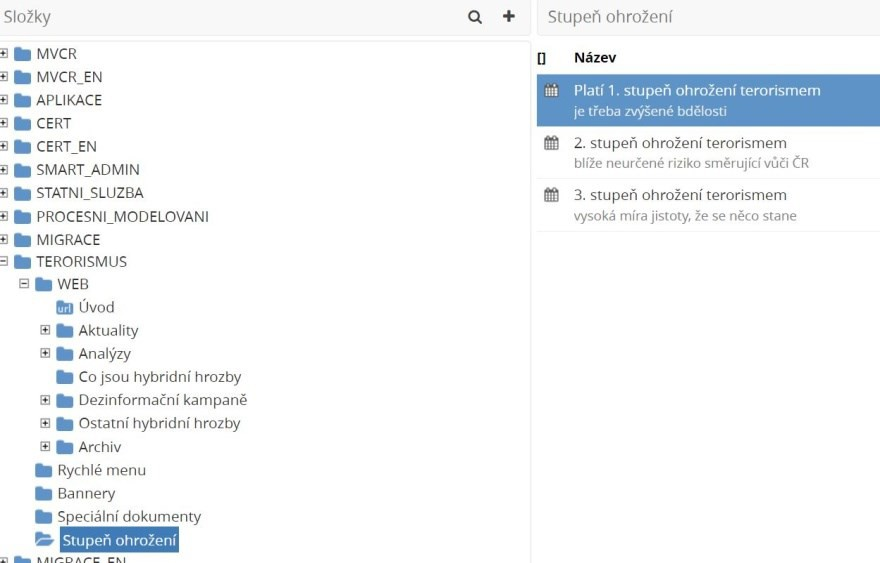 Složky
MVCR
MVCR_EN
APLIKACE
CERT
CERT_EN
SMART_ADMIN
STATNI_SLUZBA
PROCESNI_MODELOVANI
MIGRACE
TERORISMUS
WEB
url Úvod
Aktuality
Analýzy
Co jsou hybridní hrozby
Dezinformační kampaně
Ostatní hybridní hrozby
Archiv
Rychlé menu
Bannery
Speciální dokumenty
Stupeň ohrožení
MIGRACE_EN
Stupeň ohrožení
[] Název
Platí 1. stupeň ohrožení terorismem
je třeba zvýšené bdělosti
2. stupeň ohrožení terorismem
blíže neurčené riziko směrující vůči ČR
3. stupeň ohrožení terorismem
vysoká míra jistoty, že se něco stane